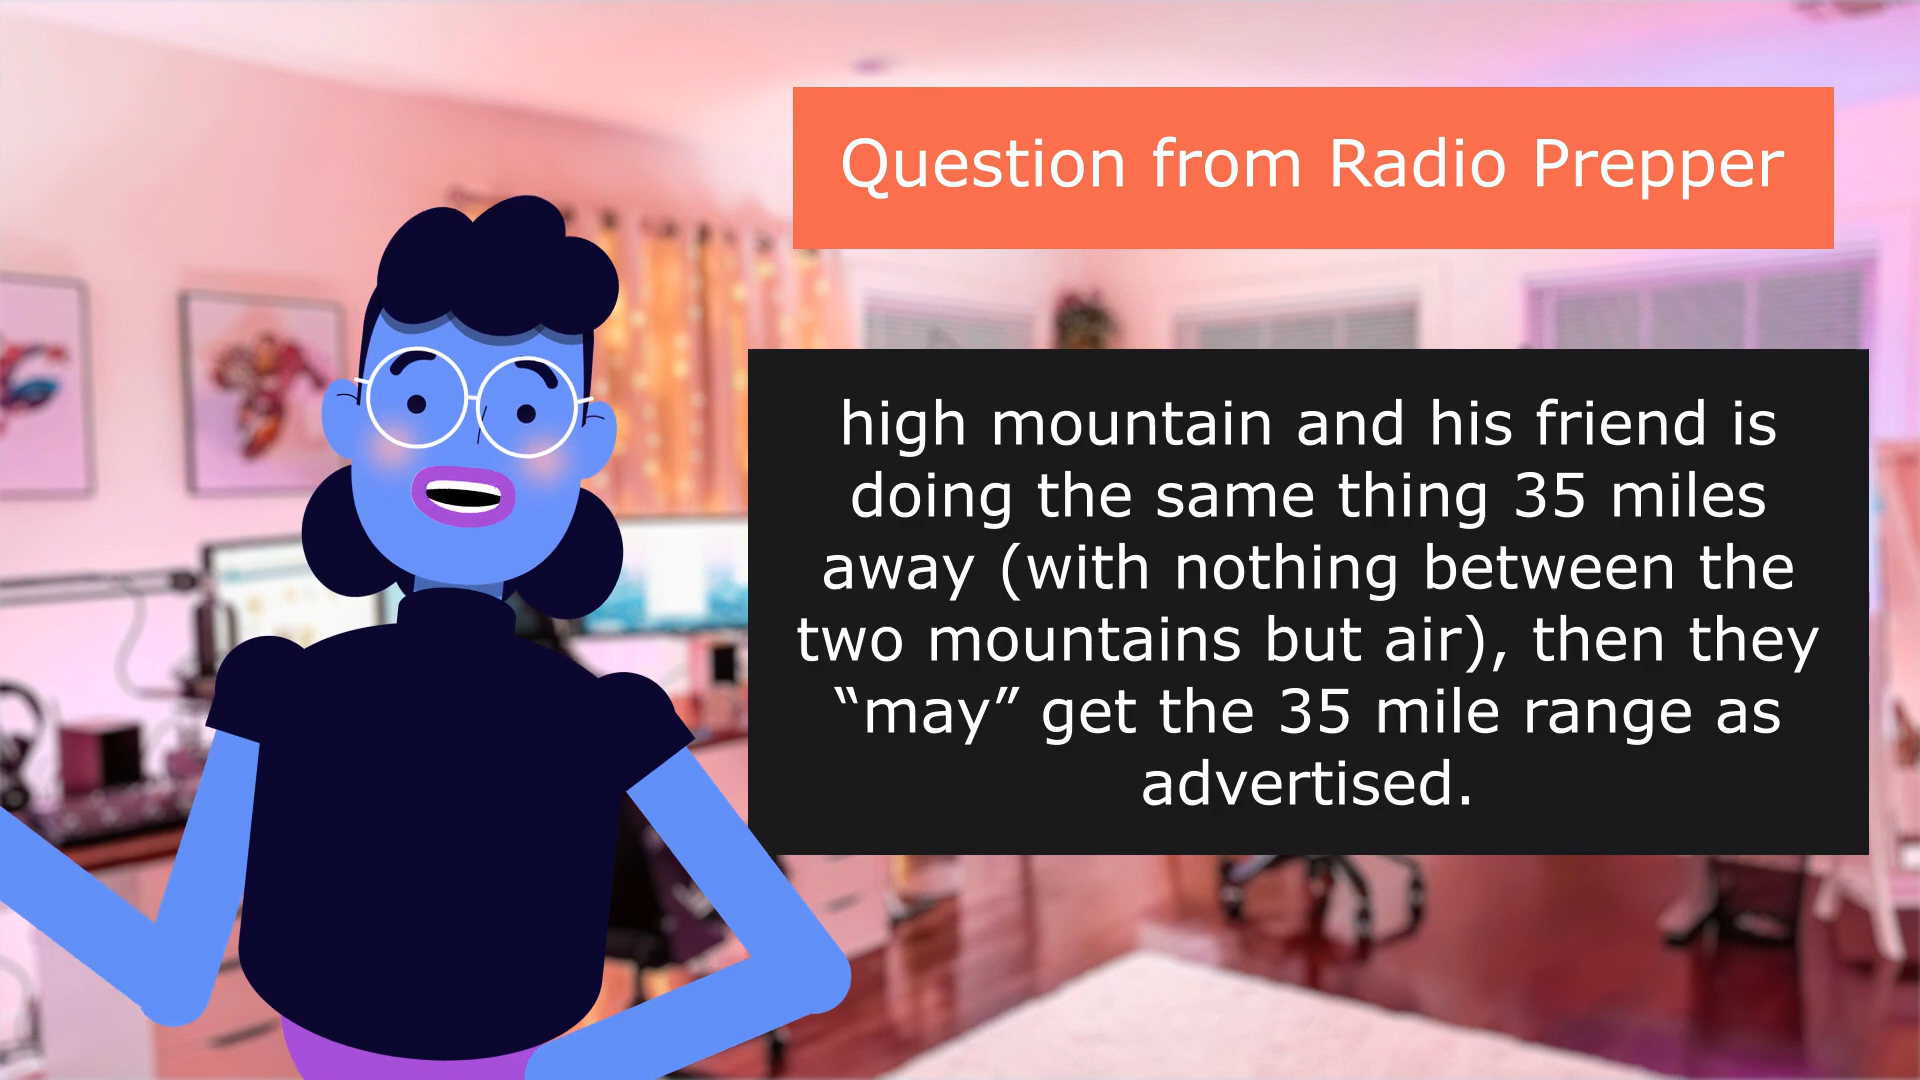 Question from Radio Prepper
high mountain and his friend is
doing the same thing 35 miles
away (with nothing between the
two mountains but air), then they
“may” get the 35 mile range as
advertised.